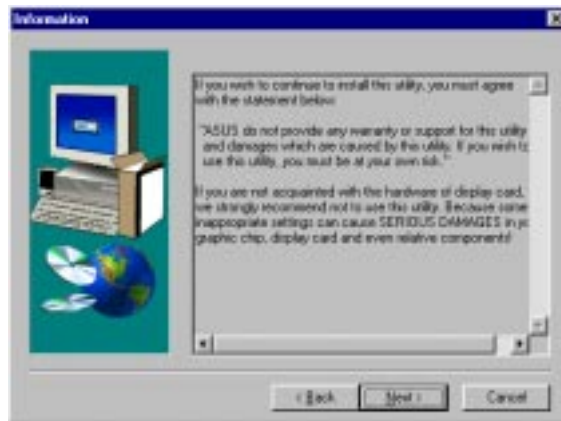 Information
If you wish to continue to install this utility, you must agree
with the statement below:
"ASUS do not provide any warranty or support for this utility
and damages which are caused by this utility. If you wish to
use this utility, you must be at your own risk."
If you are not acquainted with the hardware of display card,
we strongly recommend not to use this utility. Because some
inappropriate settings can cause SERIOUS DAMAGES in yo
graphic chip, display card and even relative components!
< Back
Next >
Cancel